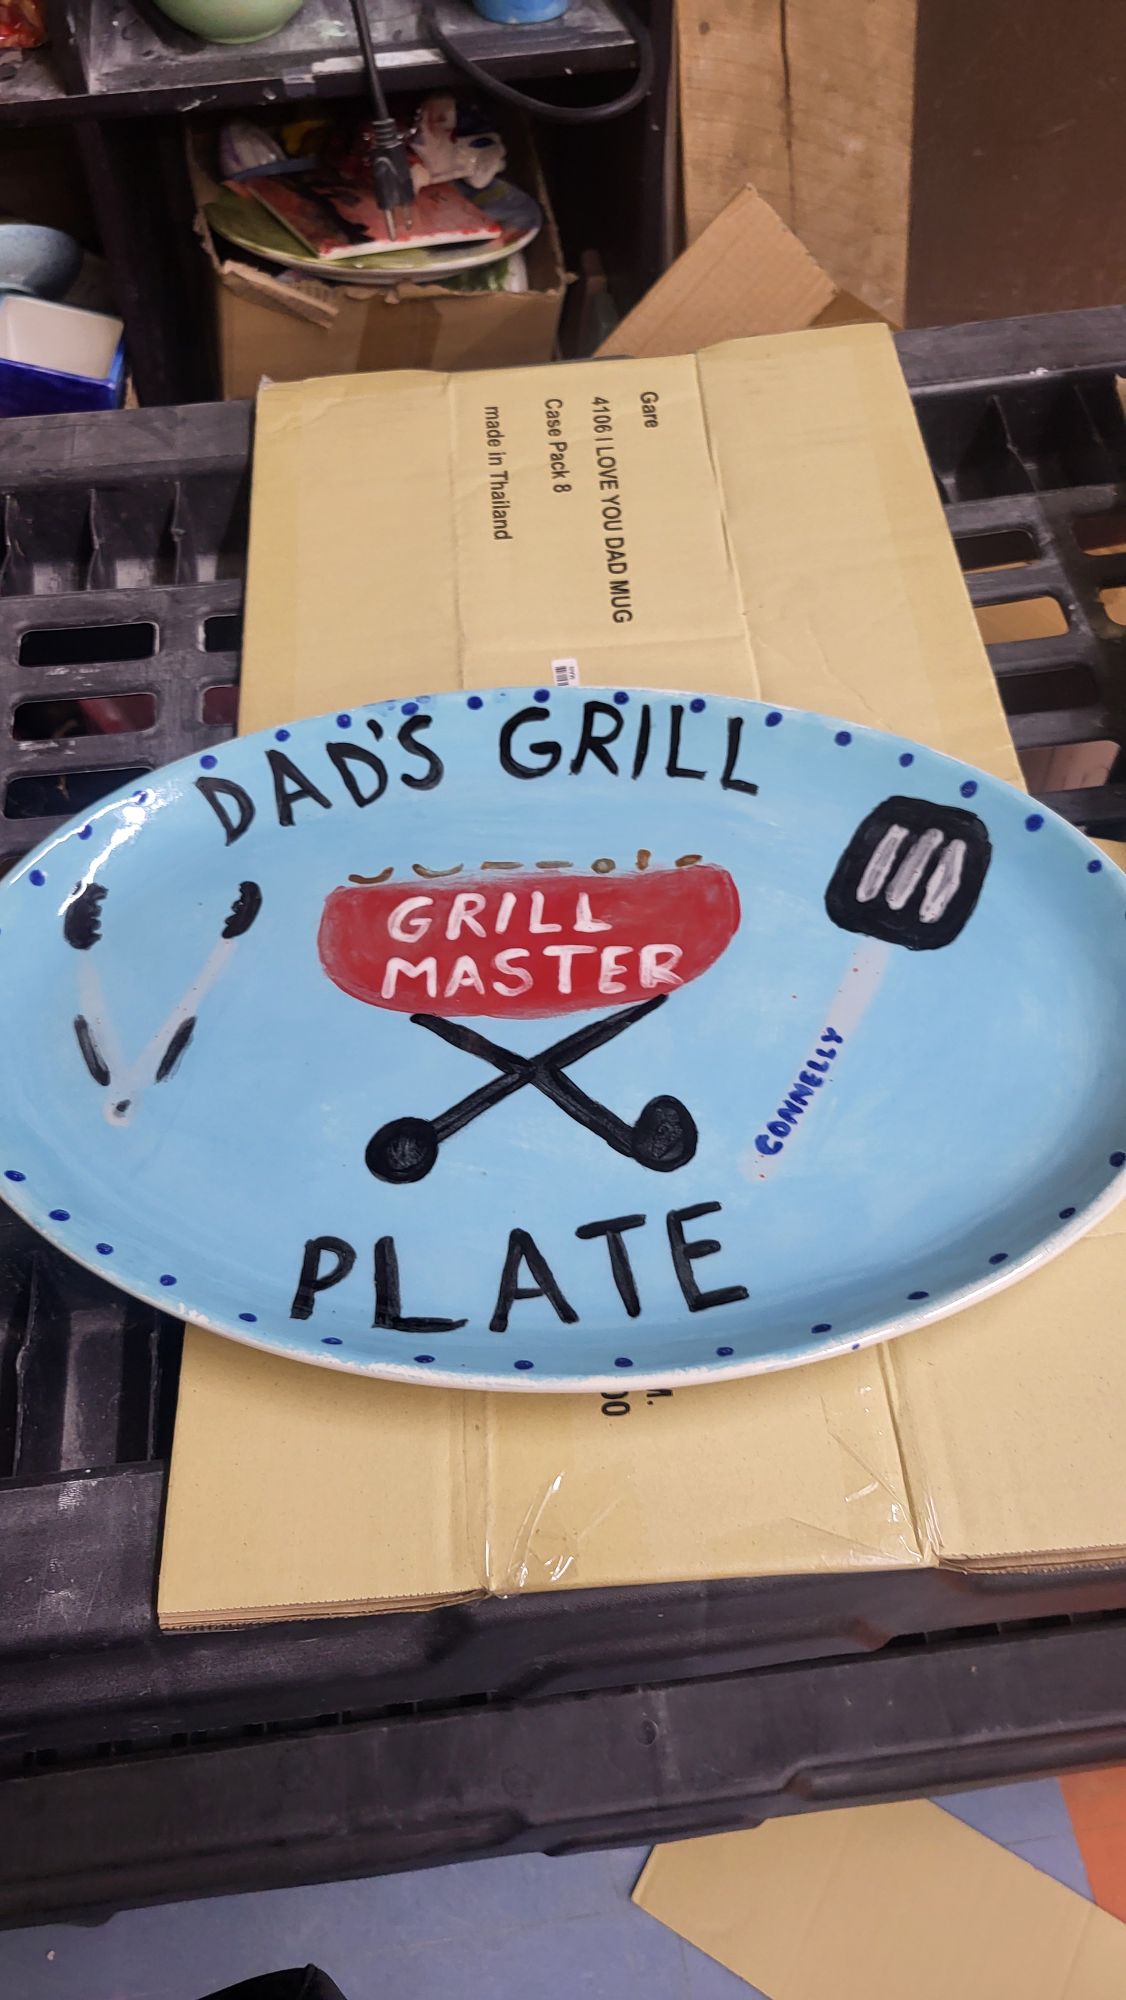 Gare
4106 I LOVE YOU DAD MUG
Case Pack 8
made in Thailand
DAD'S GRILL
GRILL
MASTER
CONNELLY
PLATE